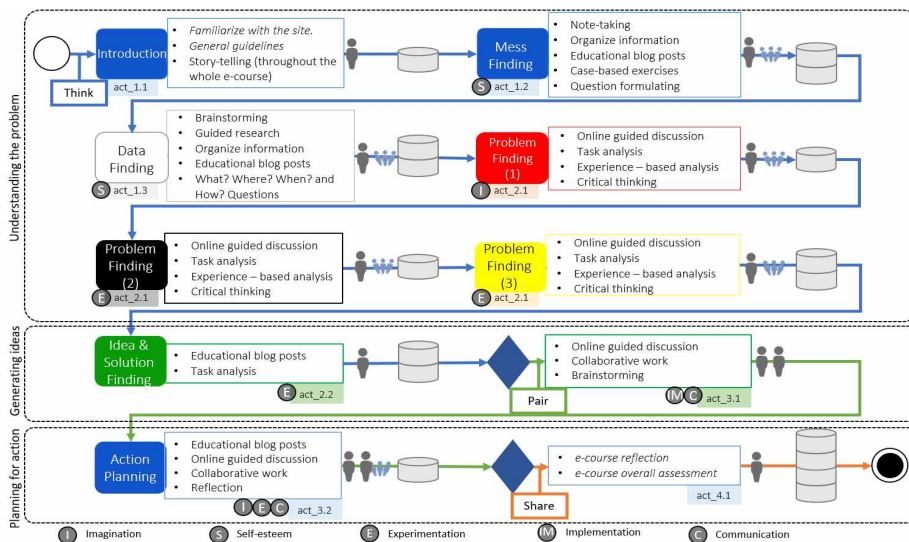 Understanding the problem
Introduction
act_1.1
Think
• Familiarize with the site.
• General guidelines
• Story-telling (throughout the
whole e-course)
Mess
Finding
S act_1.2
• Note-taking
• Organize information
• Educational blog posts
• Case-based exercises
• Question formulating
Data
Finding
S act_1.3
• Brainstorming
• Guided research
• Organize information
• Educational blog posts
• What? Where? When? and
How? Questions
Problem
Finding
(1)
I act_2.1
• Online guided discussion
• Task analysis
• Experience – based analysis
• Critical thinking
Problem
Finding
(2)
E act_2.1
• Online guided discussion
• Task analysis
• Experience – based analysis
• Critical thinking
Problem
Finding
(3)
E act_2.1
• Online guided discussion
• Task analysis
• Experience – based analysis
• Critical thinking
Generating ideas
Idea &
Solution
Finding
• Educational blog posts
• Task analysis
E act_2.2
Pair
• Online guided discussion
• Collaborative work
• Brainstorming
IM C act_3.1
Planning for action
Action
Planning
• Educational blog posts
• Online guided discussion
• Collaborative work
• Reflection
I E C act_3.2
Share
• e-course reflection
• e-course overall assessment
act_4.1
I Imagination
S Self-esteem
E Experimentation
IM Implementation
C Communication